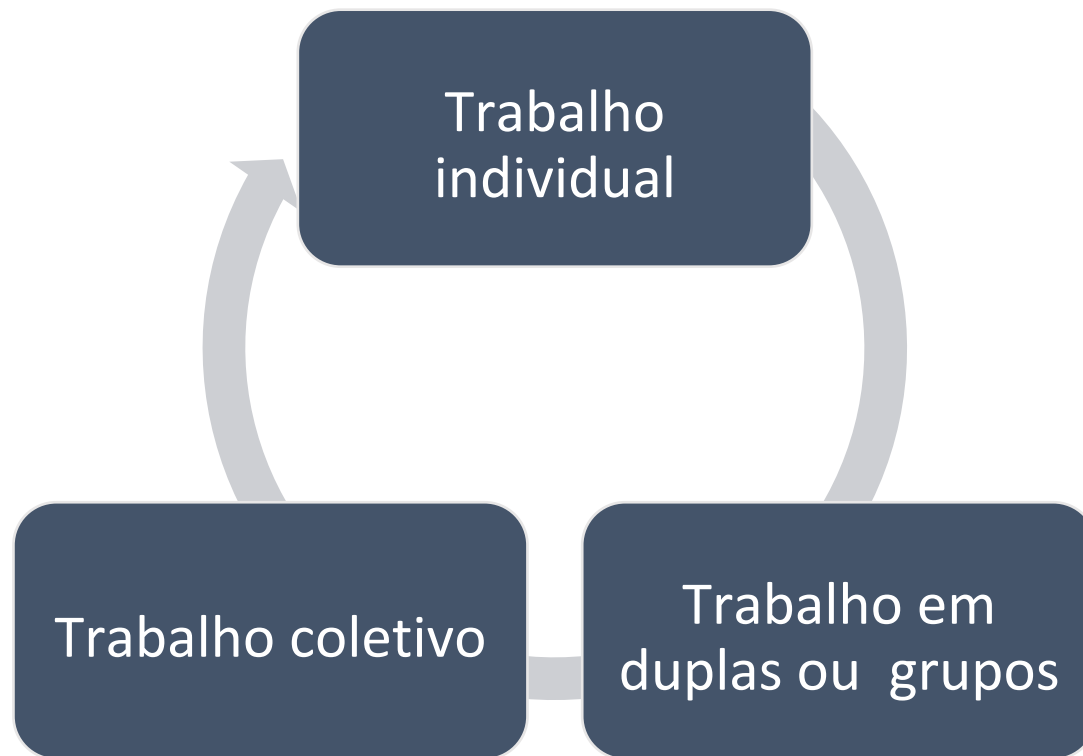 Trabalho
individual
Trabalho em
duplas ou  grupos
Trabalho coletivo